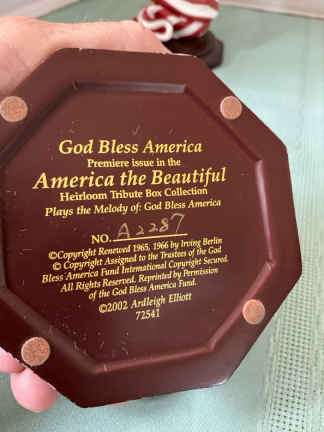 God Bless America
Premiere issue in the
America the Beautiful
Heirloom Tribute Box Collection
Plays the Melody of: God Bless America
NO. A2287
©Copyright Renewed 1965, 1966 by Irving Berlin
© Copyright Assigned to the Trustees of the God
Bless America Fund International Copyright Secured.
All Rights Reserved. Reprinted by Permission
of the God Bless America Fund.
©2002 Ardleigh Elliott
72541